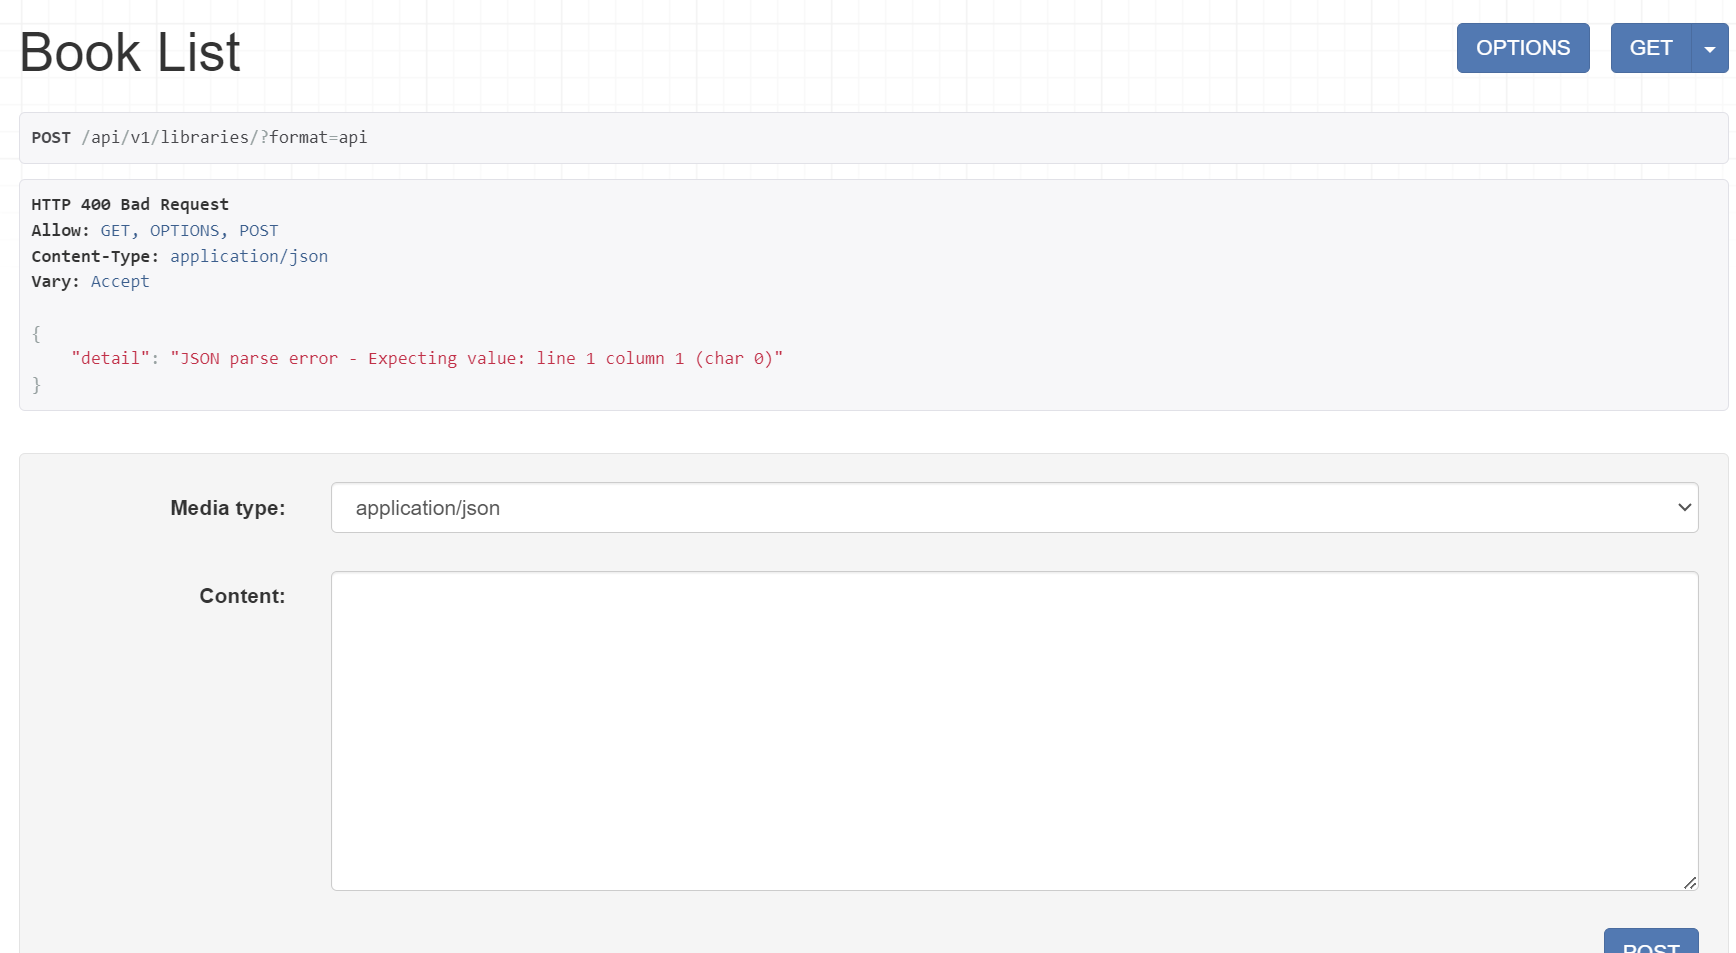 Book List
OPTIONS
GET
POST /api/v1/libraries/?format=api
HTTP 400 Bad Request
Allow: GET, OPTIONS, POST
Content-Type: application/json
Vary: Accept
{
"detail": "JSON parse error - Expecting value: line 1 column 1 (char 0)"
}
Media type:
application/json
Content:
POST